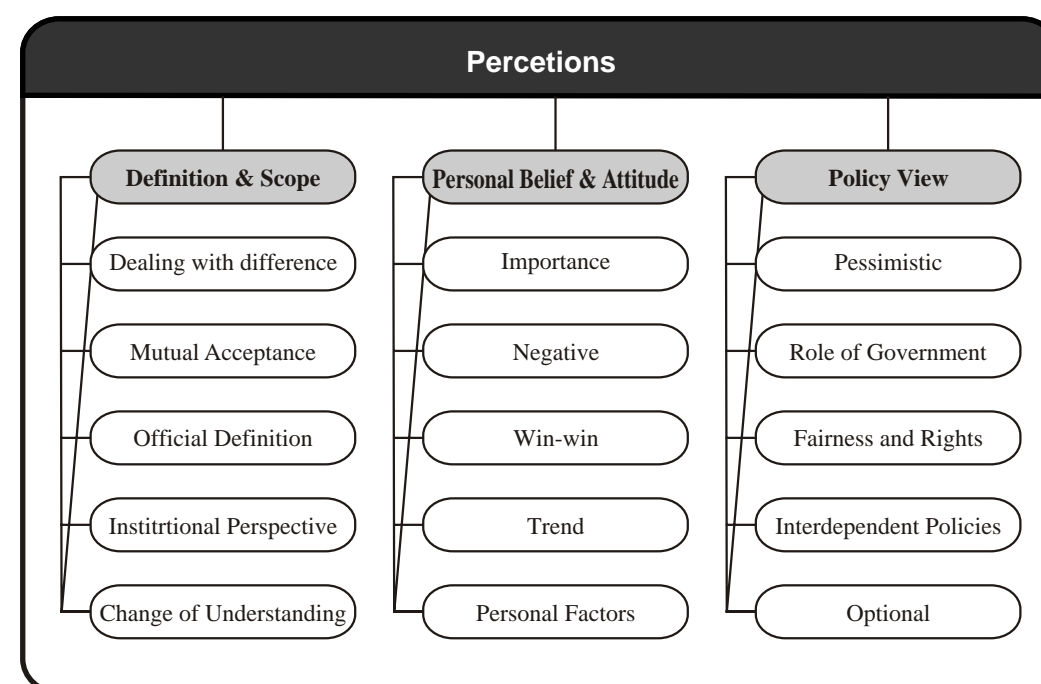 Percetions
Definition & Scope
Dealing with difference
Mutual Acceptance
Official Definition
Institrtional Perspective
Change of Understanding
Personal Belief & Attitude
Importance
Negative
Win-win
Trend
Personal Factors
Policy View
Pessimistic
Role of Government
Fairness and Rights
Interdependent Policies
Optional